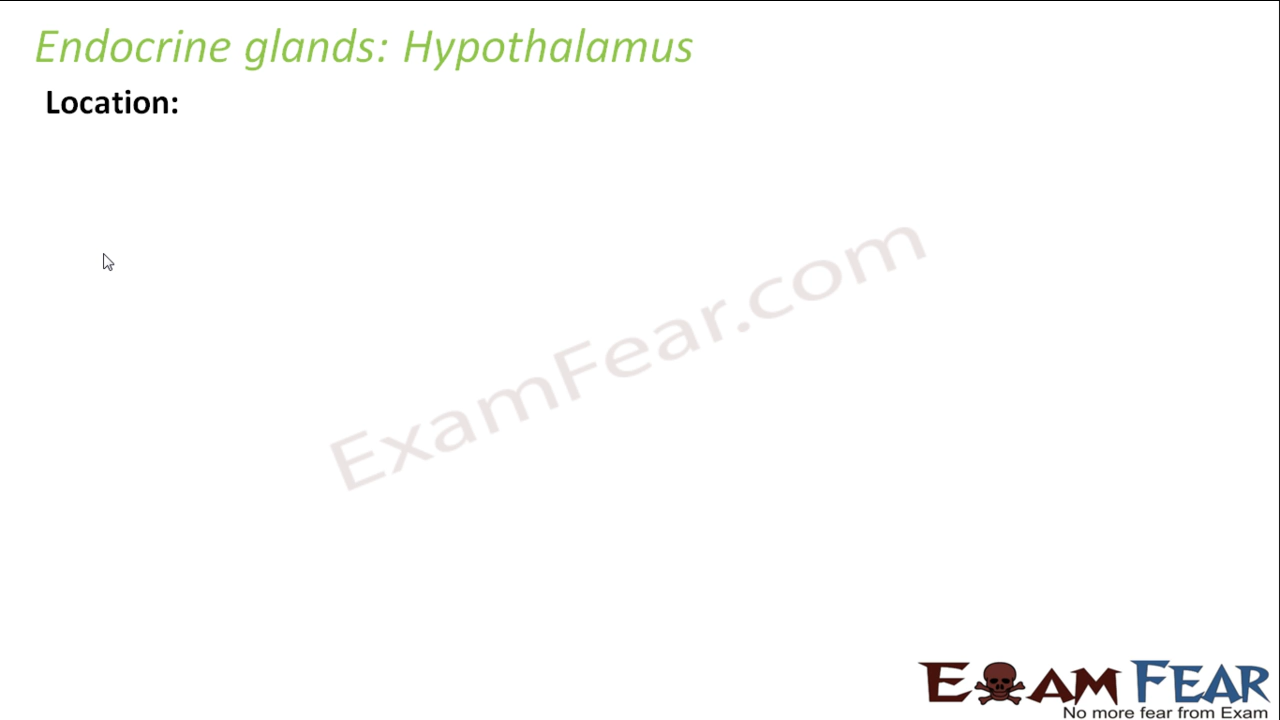 Endocrine glands: Hypothalamus
Location:
ExamFear.com
EXAM FEAR
No more fear from Exam